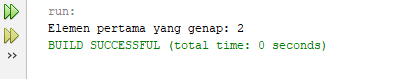 run:
Elemen pertama yang genap: 2
BUILD SUCCESSFUL (total time: 0 seconds)